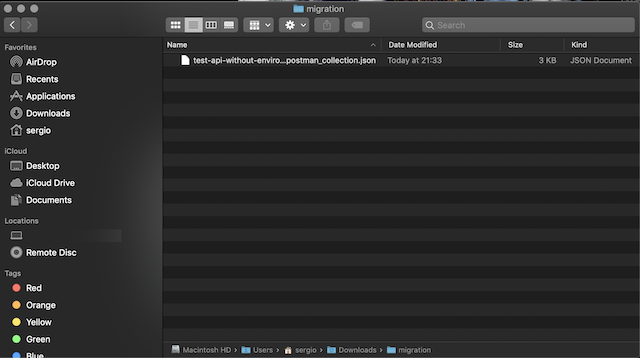 migration
Search
Favorites
AirDrop
Recents
Applications
Downloads
sergio
iCloud
Desktop
iCloud Drive
Documents
Locations
Remote Disc
Tags
Red
Orange
Yellow
Green
Blue
Name Date Modified Size Kind
test-api-without-enviro...postman_collection.json Today at 21:33 3 KB JSON Document
Macintosh HD › Users › sergio › Downloads › migration